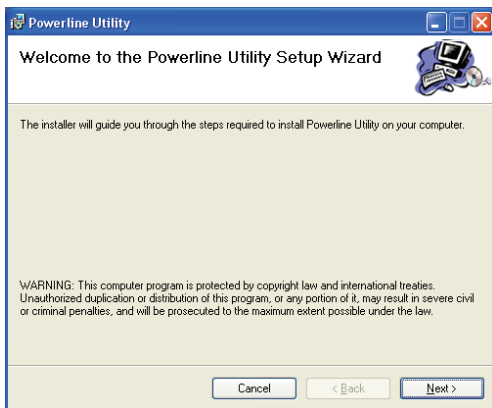 Powerline Utility
Welcome to the Powerline Utility Setup Wizard
The installer will guide you through the steps required to install Powerline Utility on your computer.
WARNING: This computer program is protected by copyright law and international treaties.
Unauthorized duplication or distribution of this program, or any portion of it, may result in severe civil
or criminal penalties, and will be prosecuted to the maximum extent possible under the law.
Cancel < Back Next >